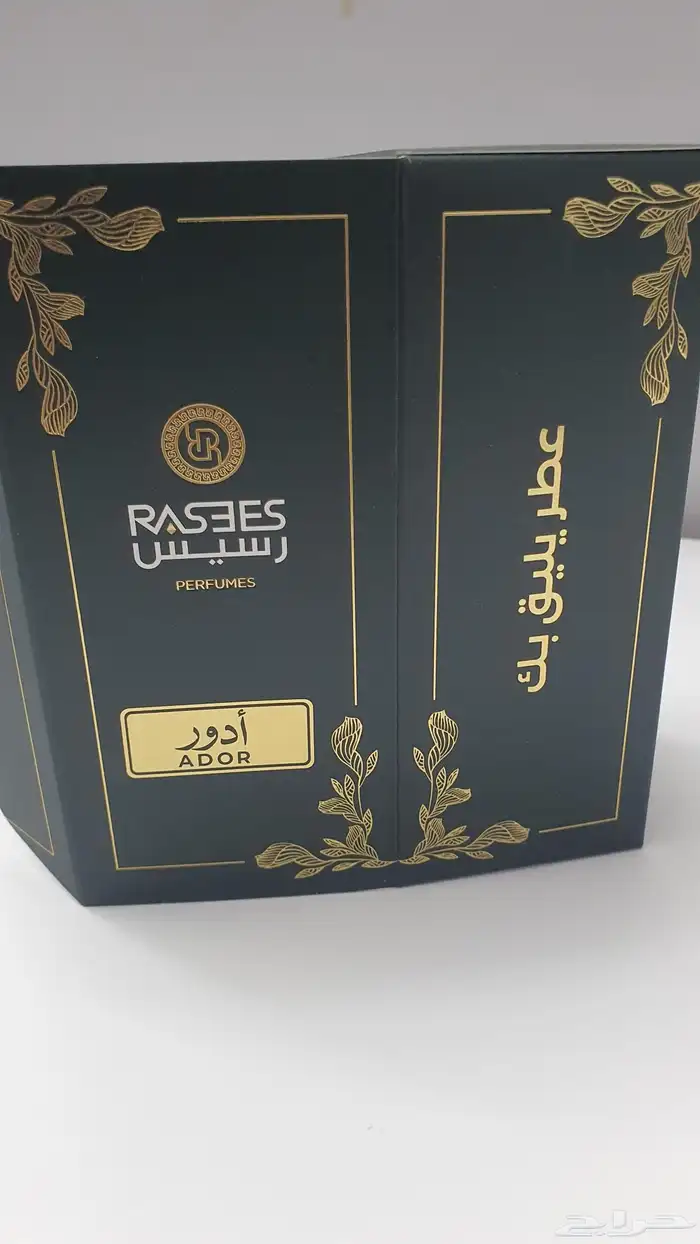 RASEES
رسيس
PERFUMES
أدور
ADOR
عطر يليق بك
حراج